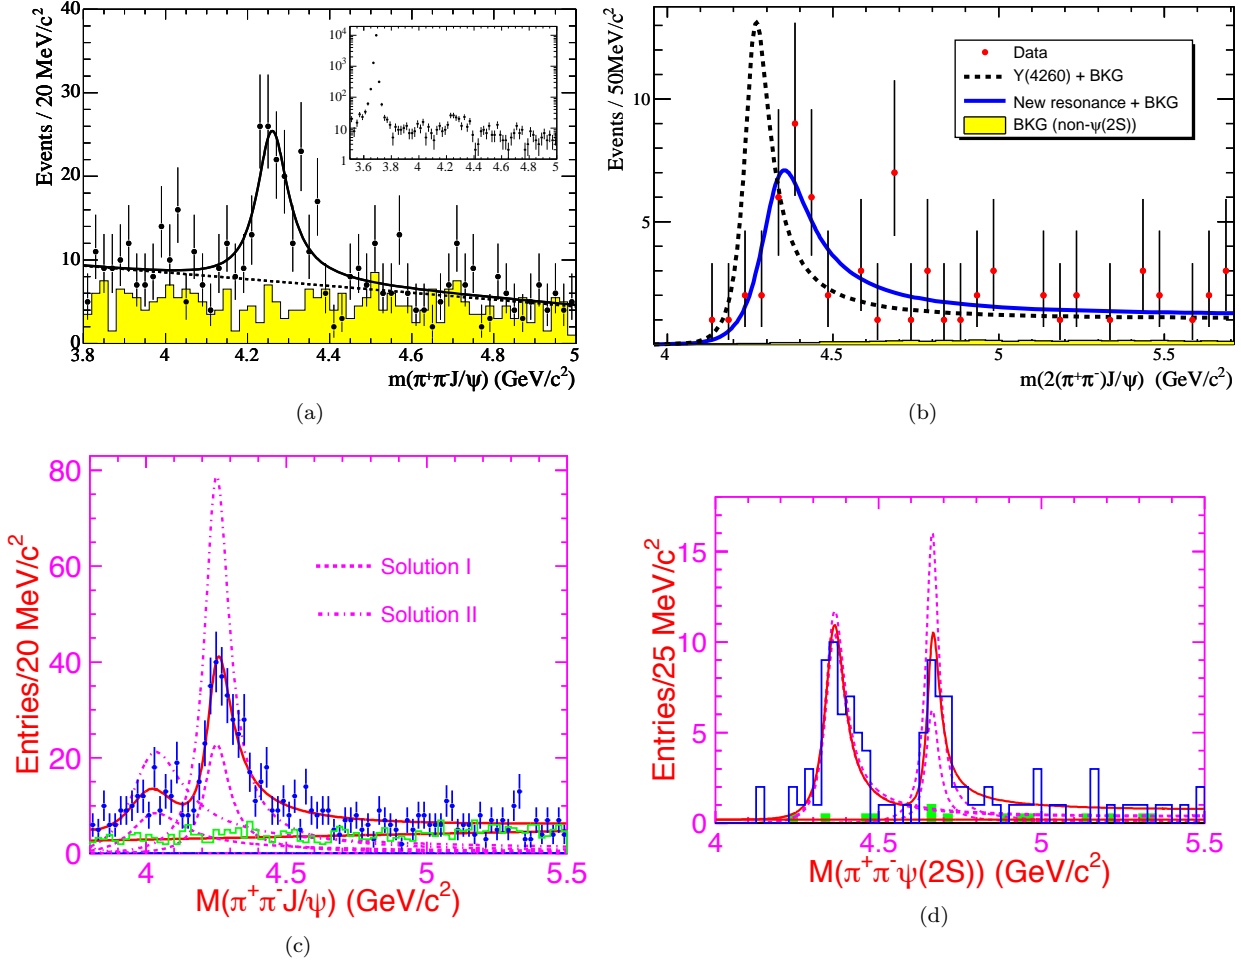 Events / 20 MeV/c²
40
30
20
10
0
3.8 4 4.2 4.4 4.6 4.8 5
m(π⁺π⁻J/ψ) (GeV/c²)
10⁴
10³
10²
10
1
3.6 3.8 4 4.2 4.4 4.6 4.8 5
(a)
Events / 50MeV/c²
10
5
4 4.5 5 5.5
m(2(π⁺π⁻)J/ψ) (GeV/c²)
Data
Y(4260) + BKG
New resonance + BKG
BKG (non-ψ(2S))
(b)
Entries/20 MeV/c²
80
60
40
20
0
4 4.5 5 5.5
M(π⁺π⁻J/ψ) (GeV/c²)
Solution I
Solution II
(c)
Entries/25 MeV/c²
15
10
5
0
4 4.5 5 5.5
M(π⁺π⁻ψ(2S)) (GeV/c²)
(d)